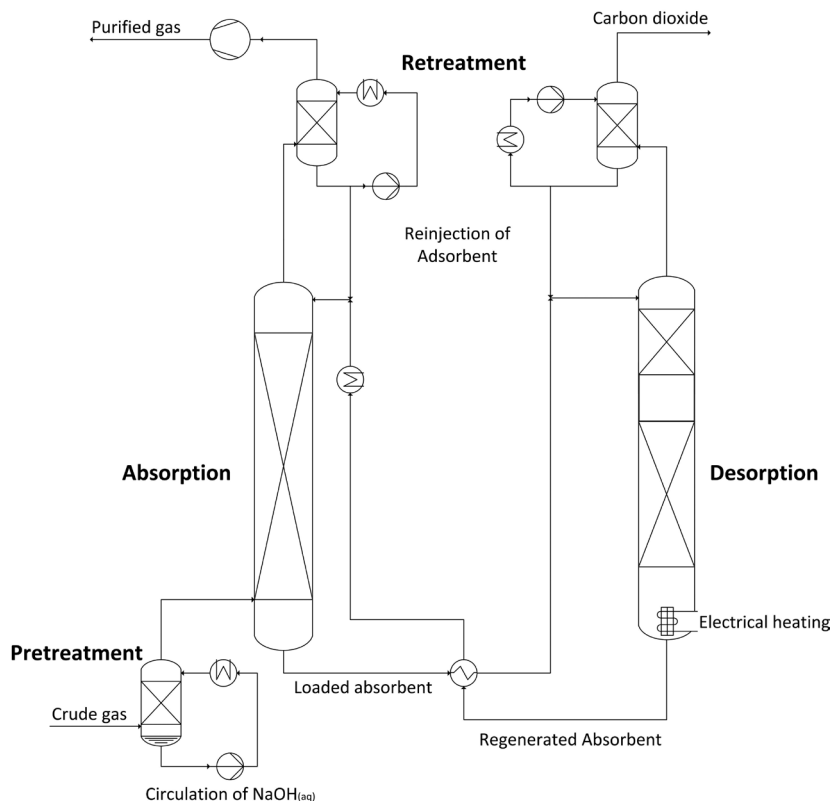 Purified gas
Carbon dioxide
Retreatment
Reinjection of
Adsorbent
Absorption
Desorption
Electrical heating
Pretreatment
Loaded absorbent
Crude gas
Regenerated Absorbent
Circulation of NaOH(aq)